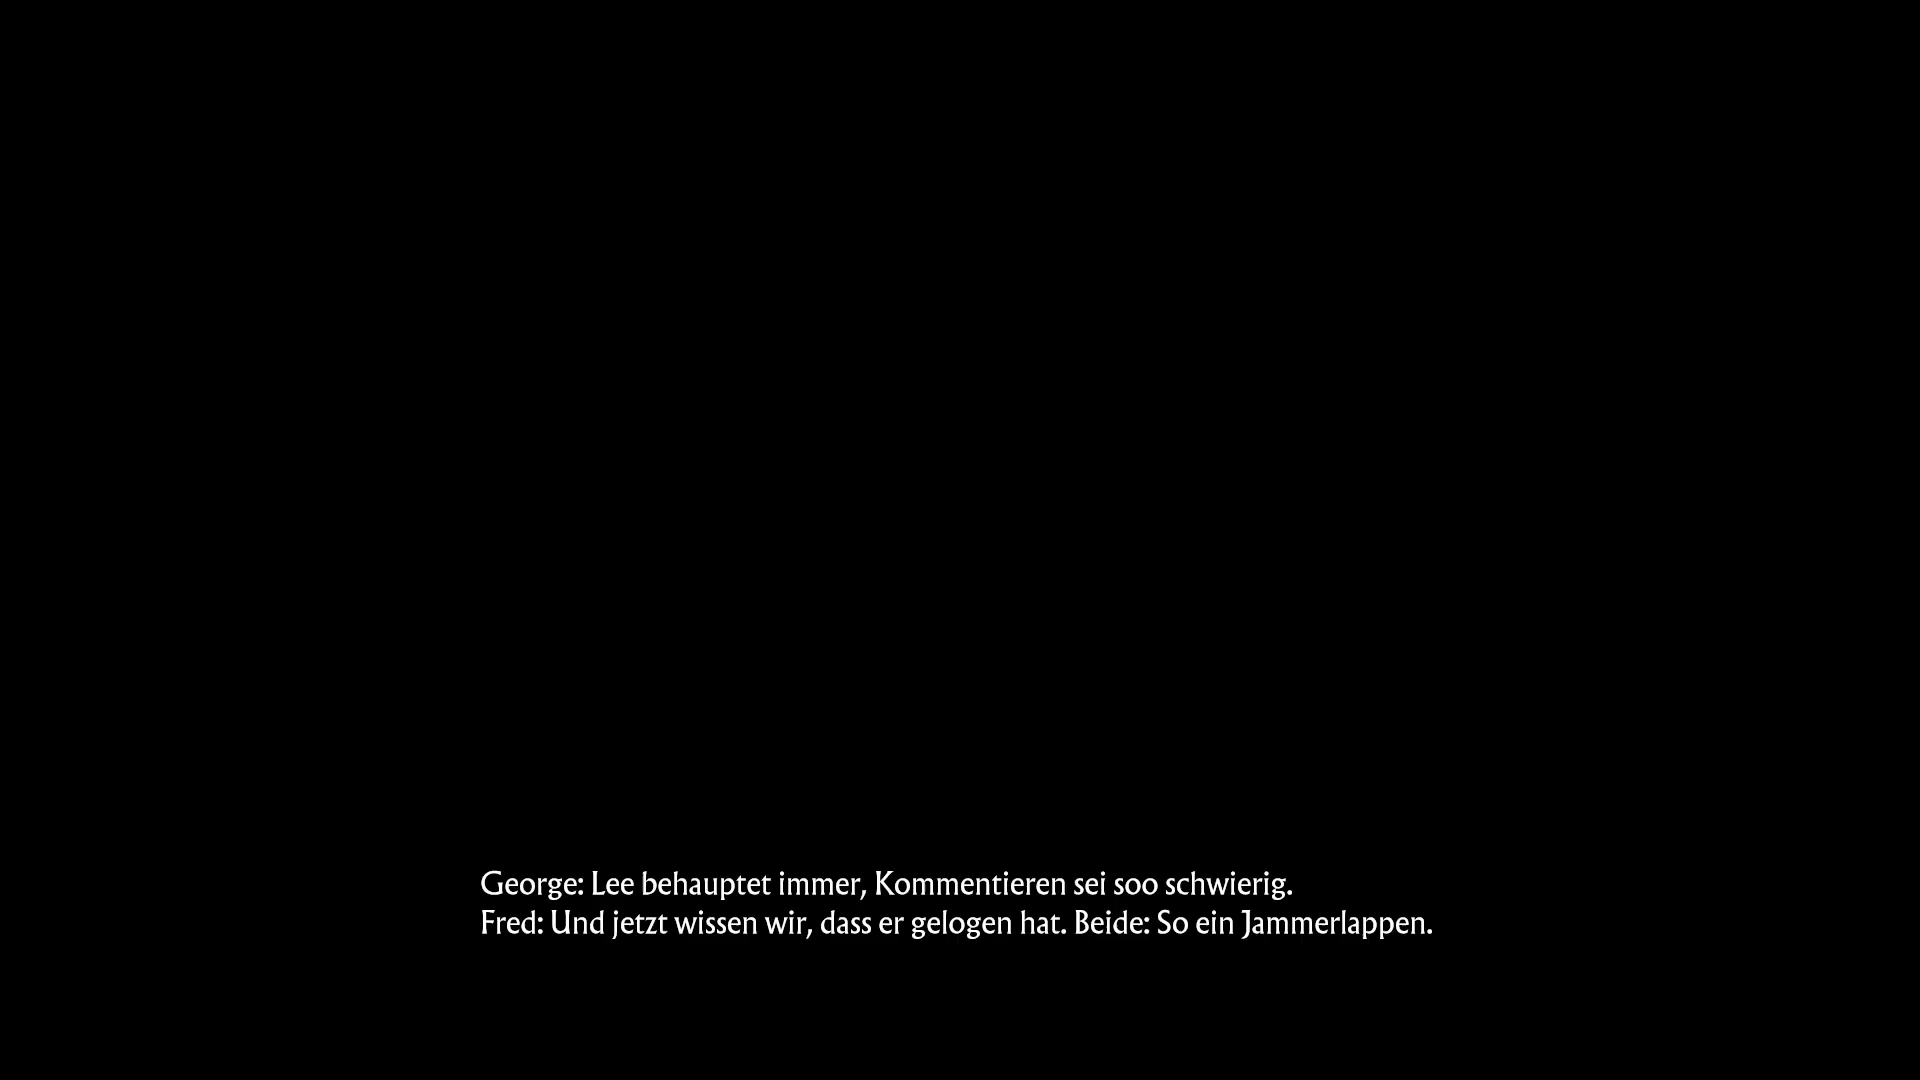 George: Lee behauptet immer, Kommentieren sei soo schwierig.
Fred: Und jetzt wissen wir, dass er gelogen hat. Beide: So ein Jammerlappen.